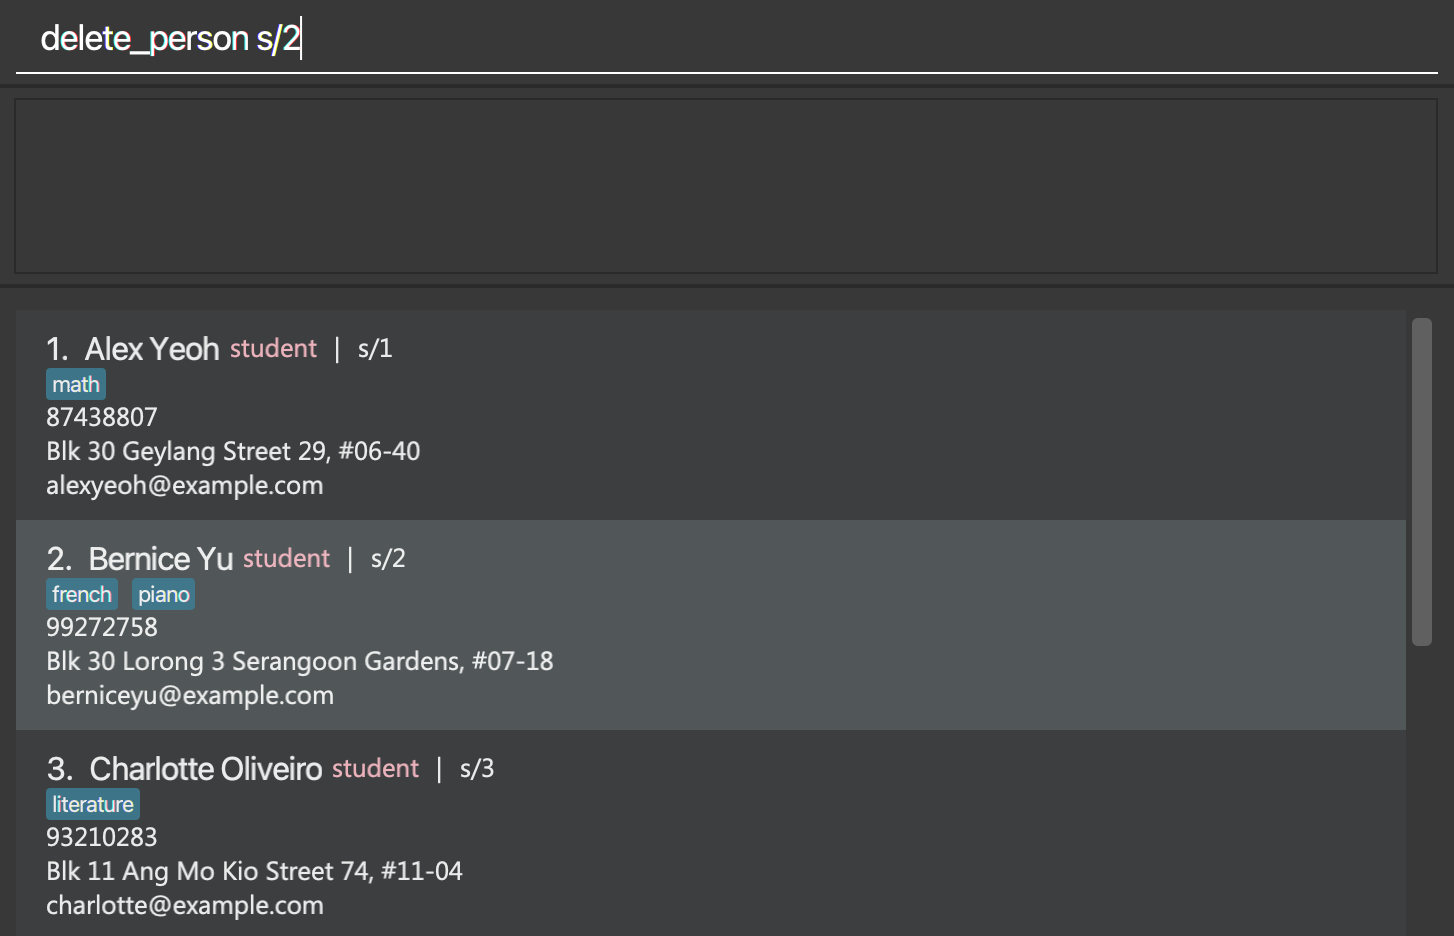 delete_person s/2
1. Alex Yeoh student | s/1
math
87438807
Blk 30 Geylang Street 29, #06-40
alexyeoh@example.com
2. Bernice Yu student | s/2
french piano
99272758
Blk 30 Lorong 3 Serangoon Gardens, #07-18
berniceyu@example.com
3. Charlotte Oliveiro student | s/3
literature
93210283
Blk 11 Ang Mo Kio Street 74, #11-04
charlotte@example.com